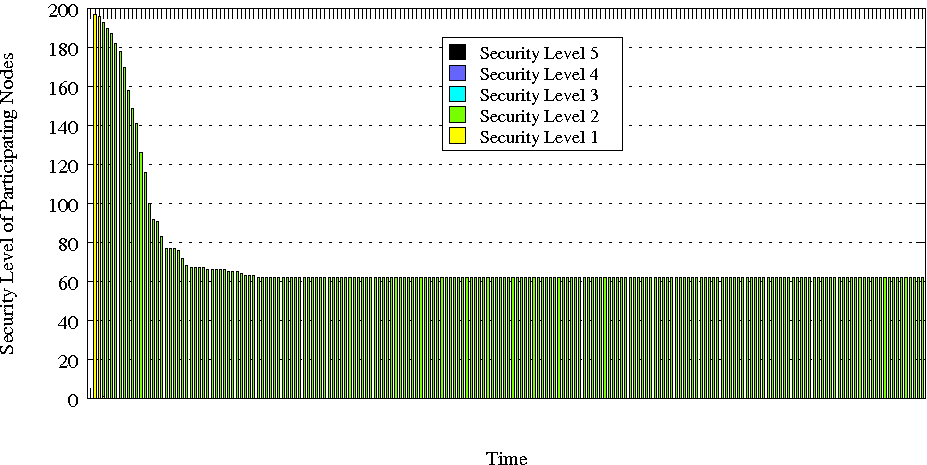 200
180
160
140
120
100
80
60
40
20
0
Security Level of Participating Nodes
Security Level 5
Security Level 4
Security Level 3
Security Level 2
Security Level 1
Time